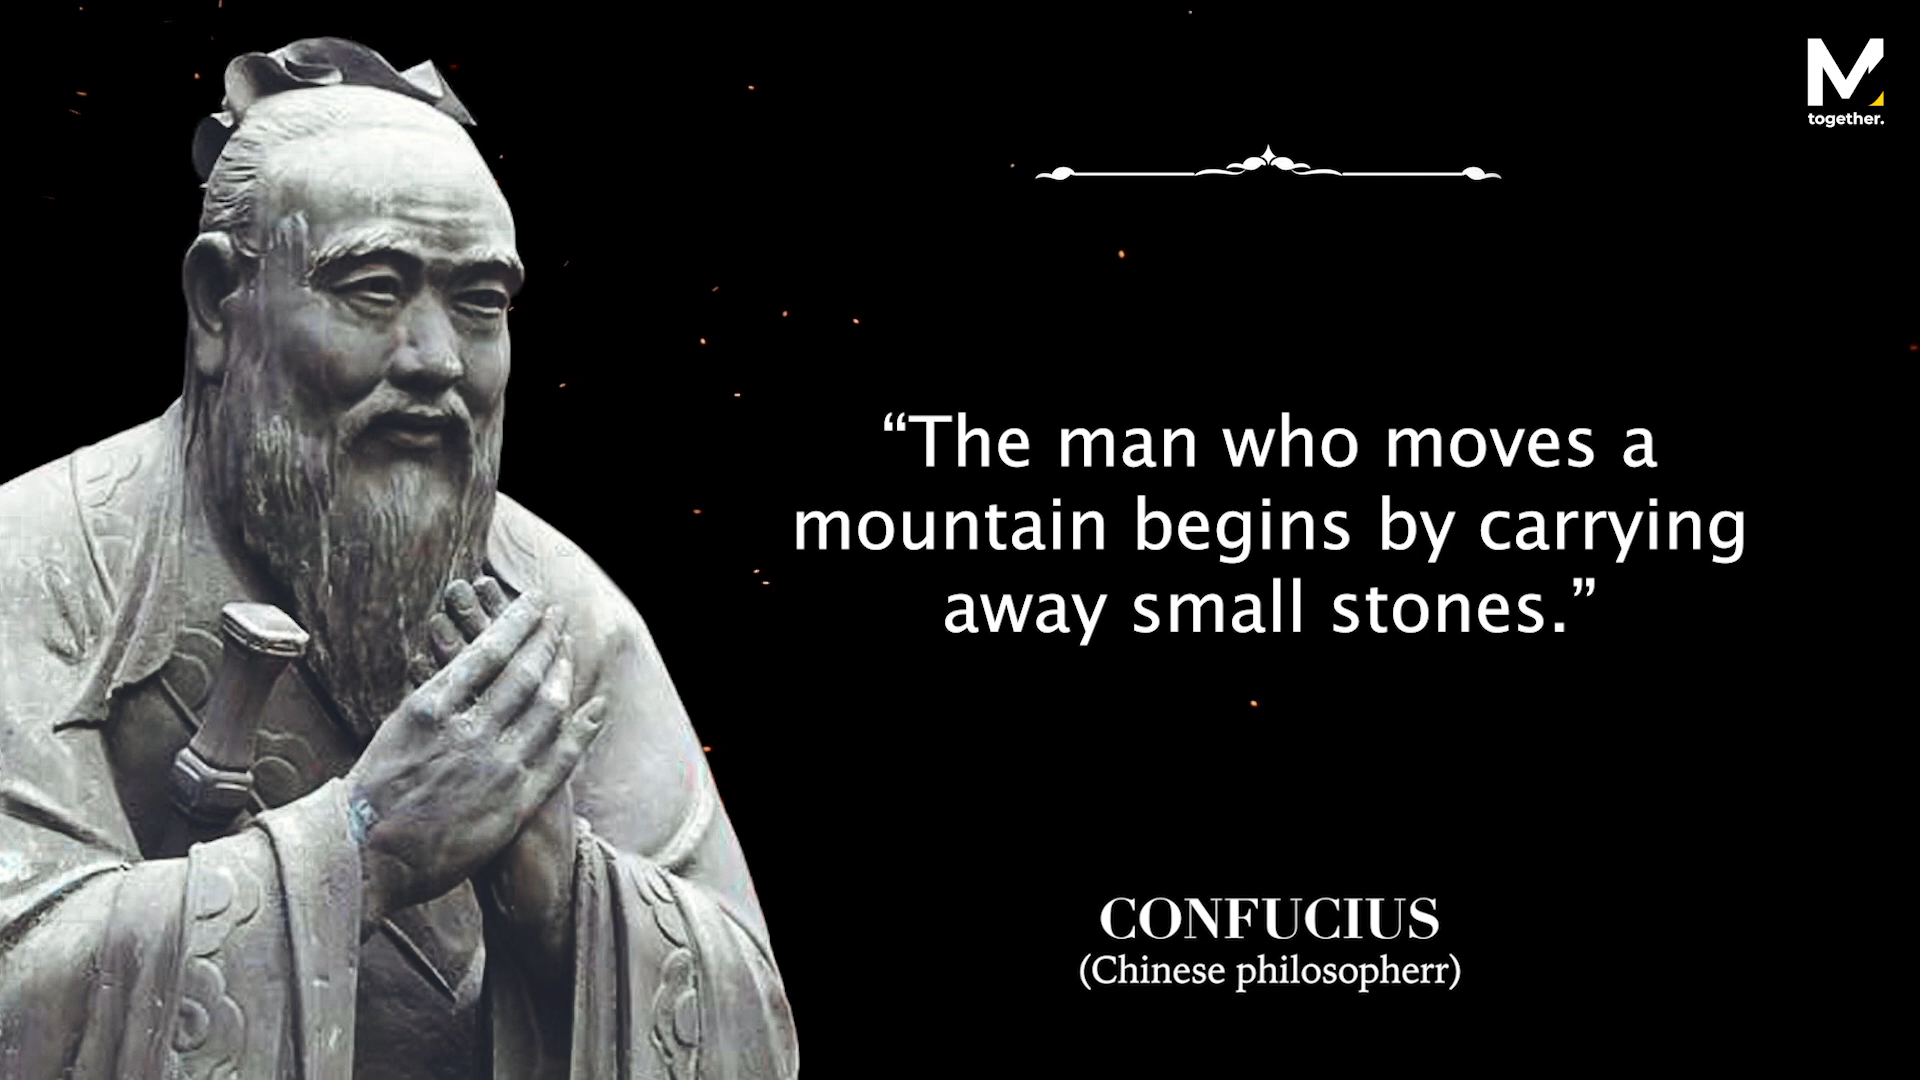 M
together.
“The man who moves a
mountain begins by carrying
away small stones.”
CONFUCIUS
(Chinese philosopherr)